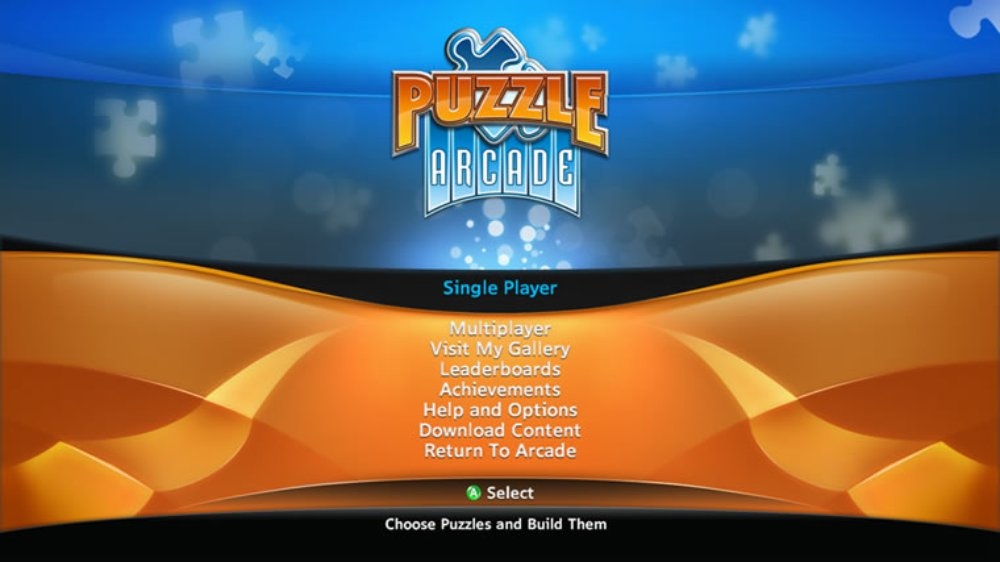 PUZZLE
ARCADE
Single Player
Multiplayer
Visit My Gallery
Leaderboards
Achievements
Help and Options
Download Content
Return To Arcade
A Select
Choose Puzzles and Build Them